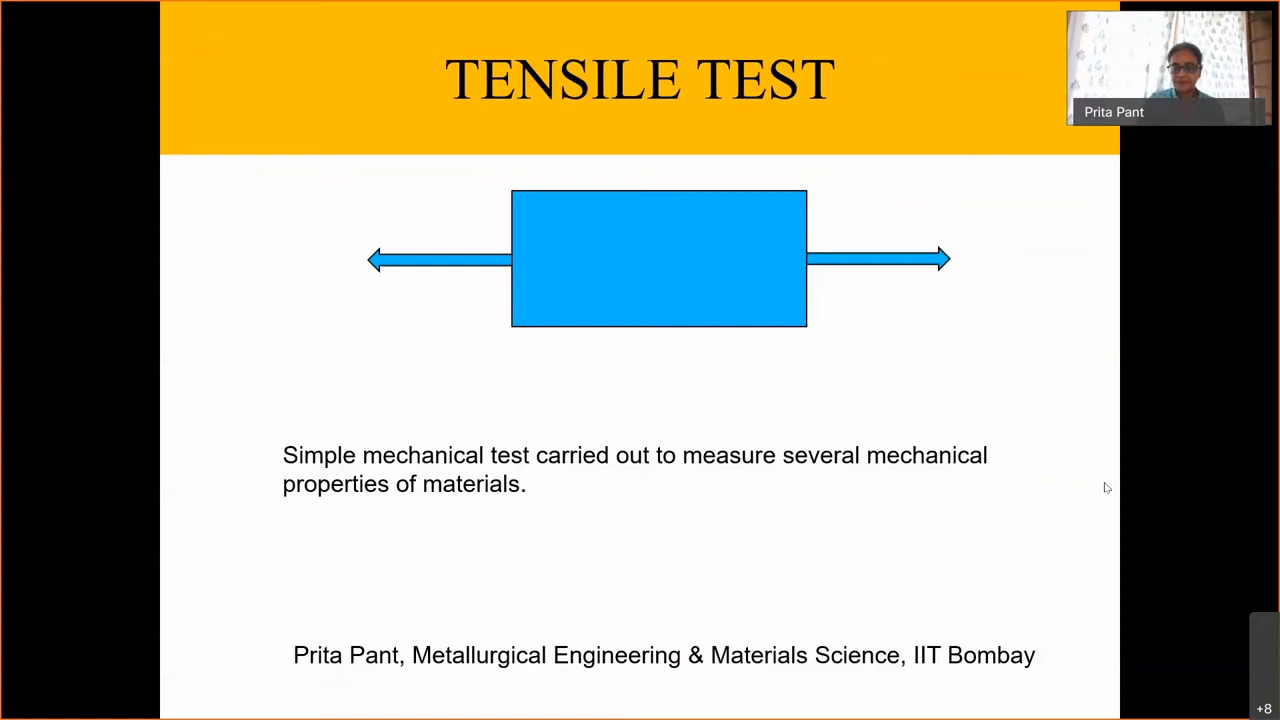 TENSILE TEST
Prita Pant
Simple mechanical test carried out to measure several mechanical
properties of materials.
Prita Pant, Metallurgical Engineering & Materials Science, IIT Bombay
+8